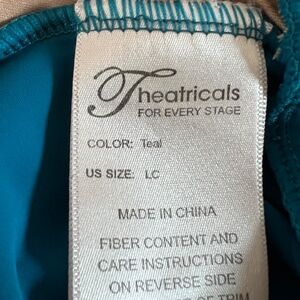 Theatricals
FOR EVERY STAGE
COLOR: Teal
US SIZE: LC
MADE IN CHINA
FIBER CONTENT AND
CARE INSTRUCTIONS
ON REVERSE SIDE
TRIM